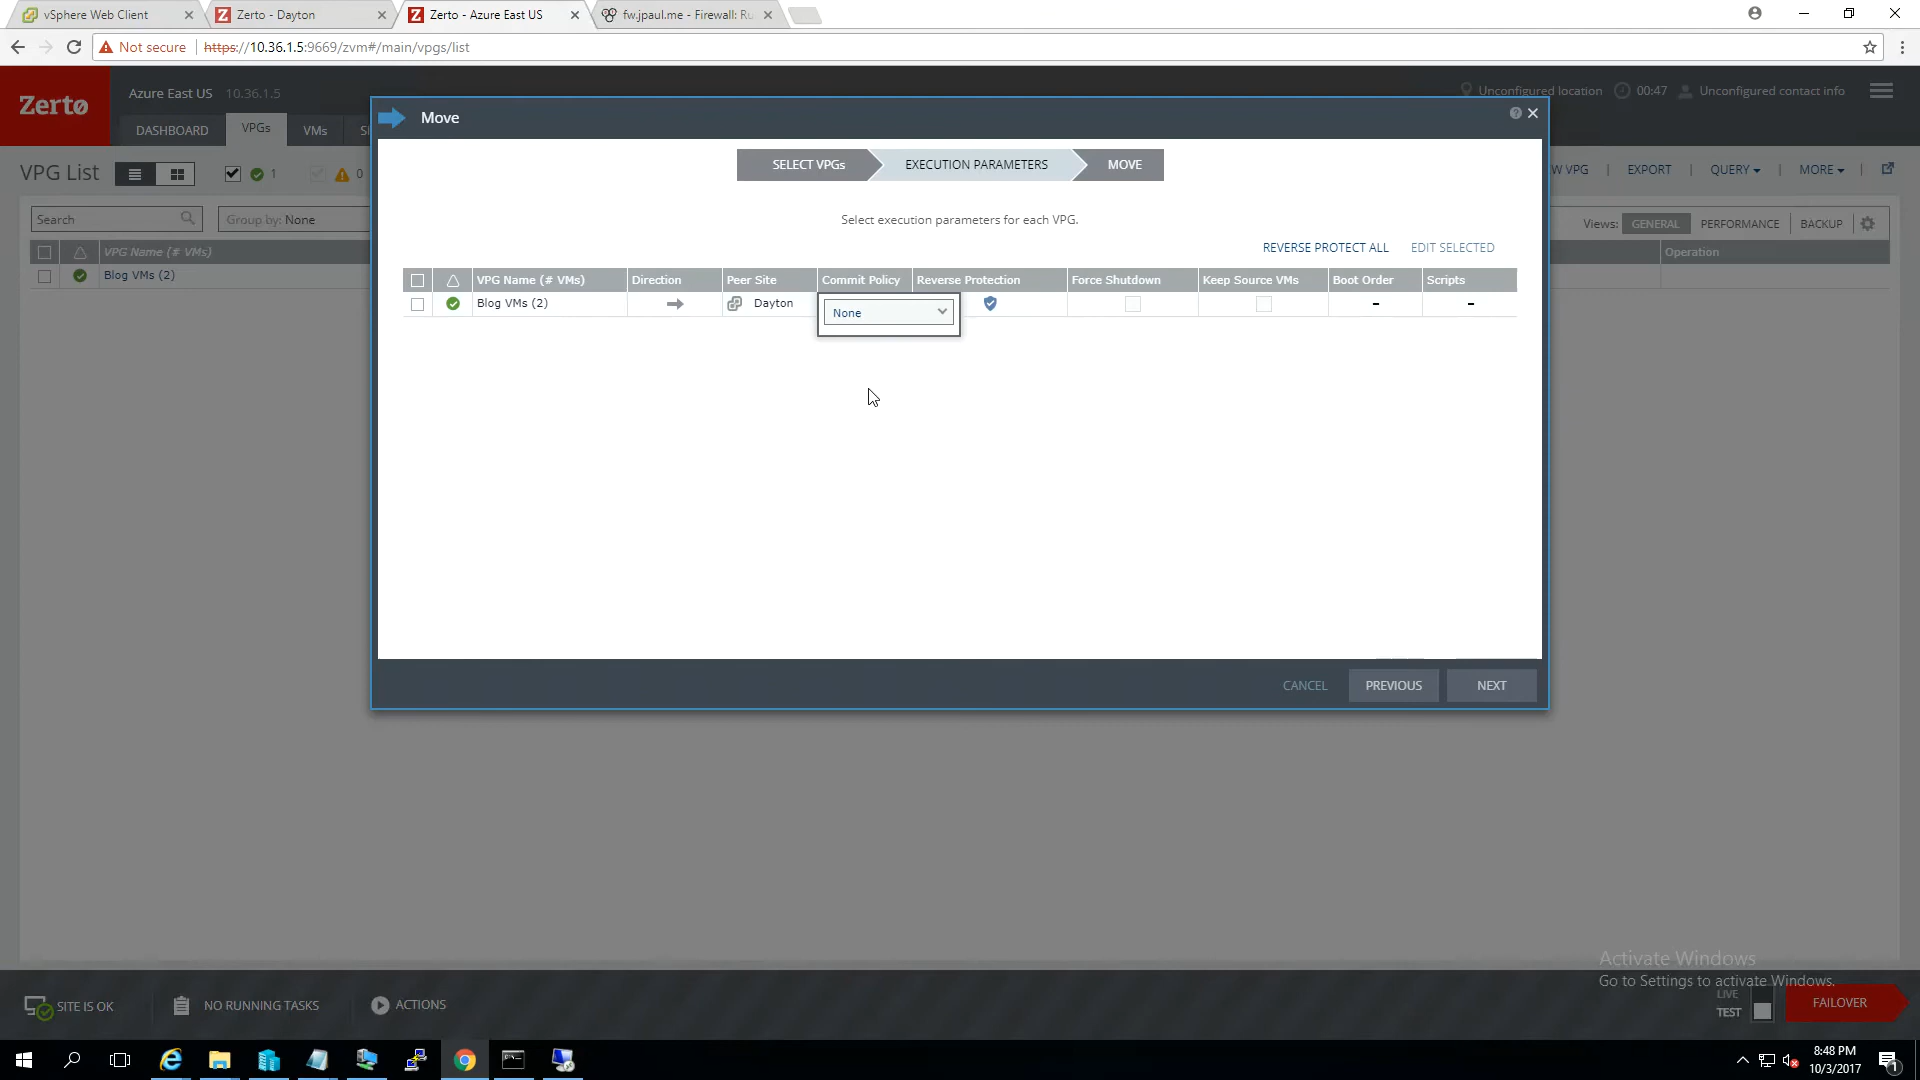 vSphere Web Client
Zerto - Dayton
Zerto - Azure East US
fw.jpaul.me - Firewall: Ru
Not secure
https://10.36.1.5:9669/zvm#/main/vpgs/list
Zerto
Azure East US 10.36.1.5
Unconfigured location
00:47
Unconfigured contact info
DASHBOARD
VPGs
VMs
Move
VPG List
1
0
SELECT VPGs
EXECUTION PARAMETERS
MOVE
W VPG
EXPORT
QUERY
MORE
Search
Group by: None
Select execution parameters for each VPG.
Views:
GENERAL
PERFORMANCE
BACKUP
REVERSE PROTECT ALL
EDIT SELECTED
VPG Name (# VMs)
Operation
Blog VMs (2)
VPG Name (# VMs) Direction Peer Site Commit Policy Reverse Protection Force Shutdown Keep Source VMs Boot Order Scripts
Blog VMs (2) Dayton - -
None
CANCEL
PREVIOUS
NEXT
Activate Windows
Go to Settings to activate Windows.
SITE IS OK
NO RUNNING TASKS
ACTIONS
LIVE
TEST
FAILOVER
8:48 PM
10/3/2017
1